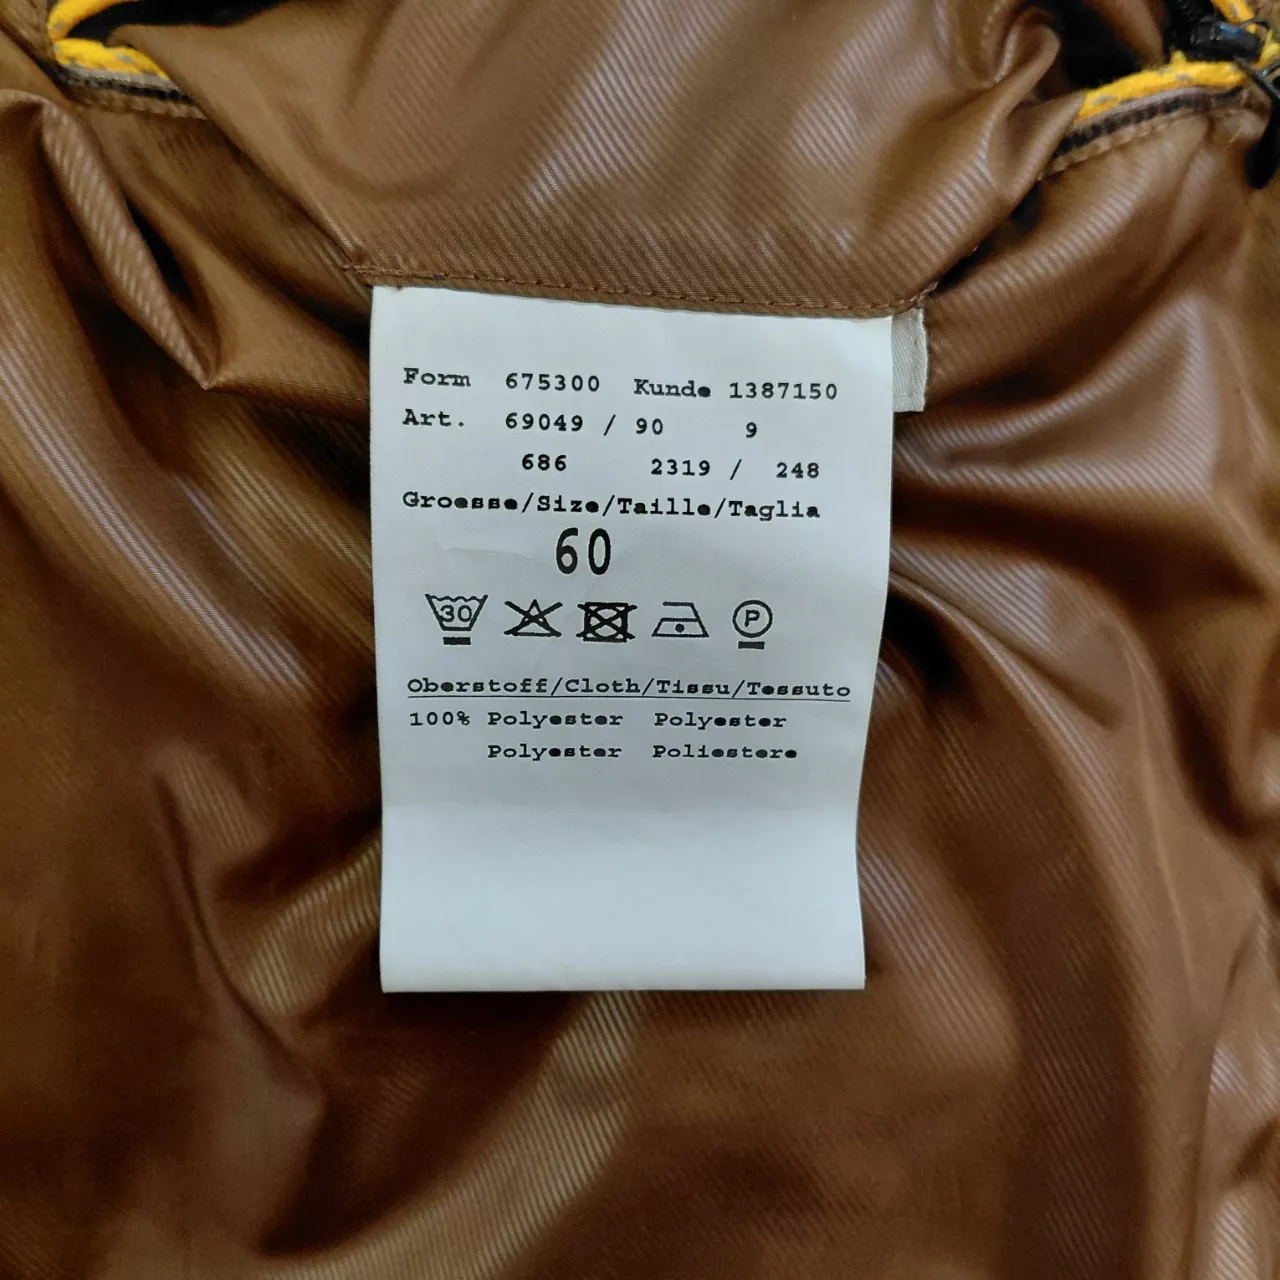 Form 675300 Kunde 1387150
Art. 69049 / 90 9
686 2319 / 248
Groesse/Size/Taille/Taglia
60
30 P
Oberstoff/Cloth/Tissu/Tessuto
100% Polyester Polyester
Polyester Poliestere